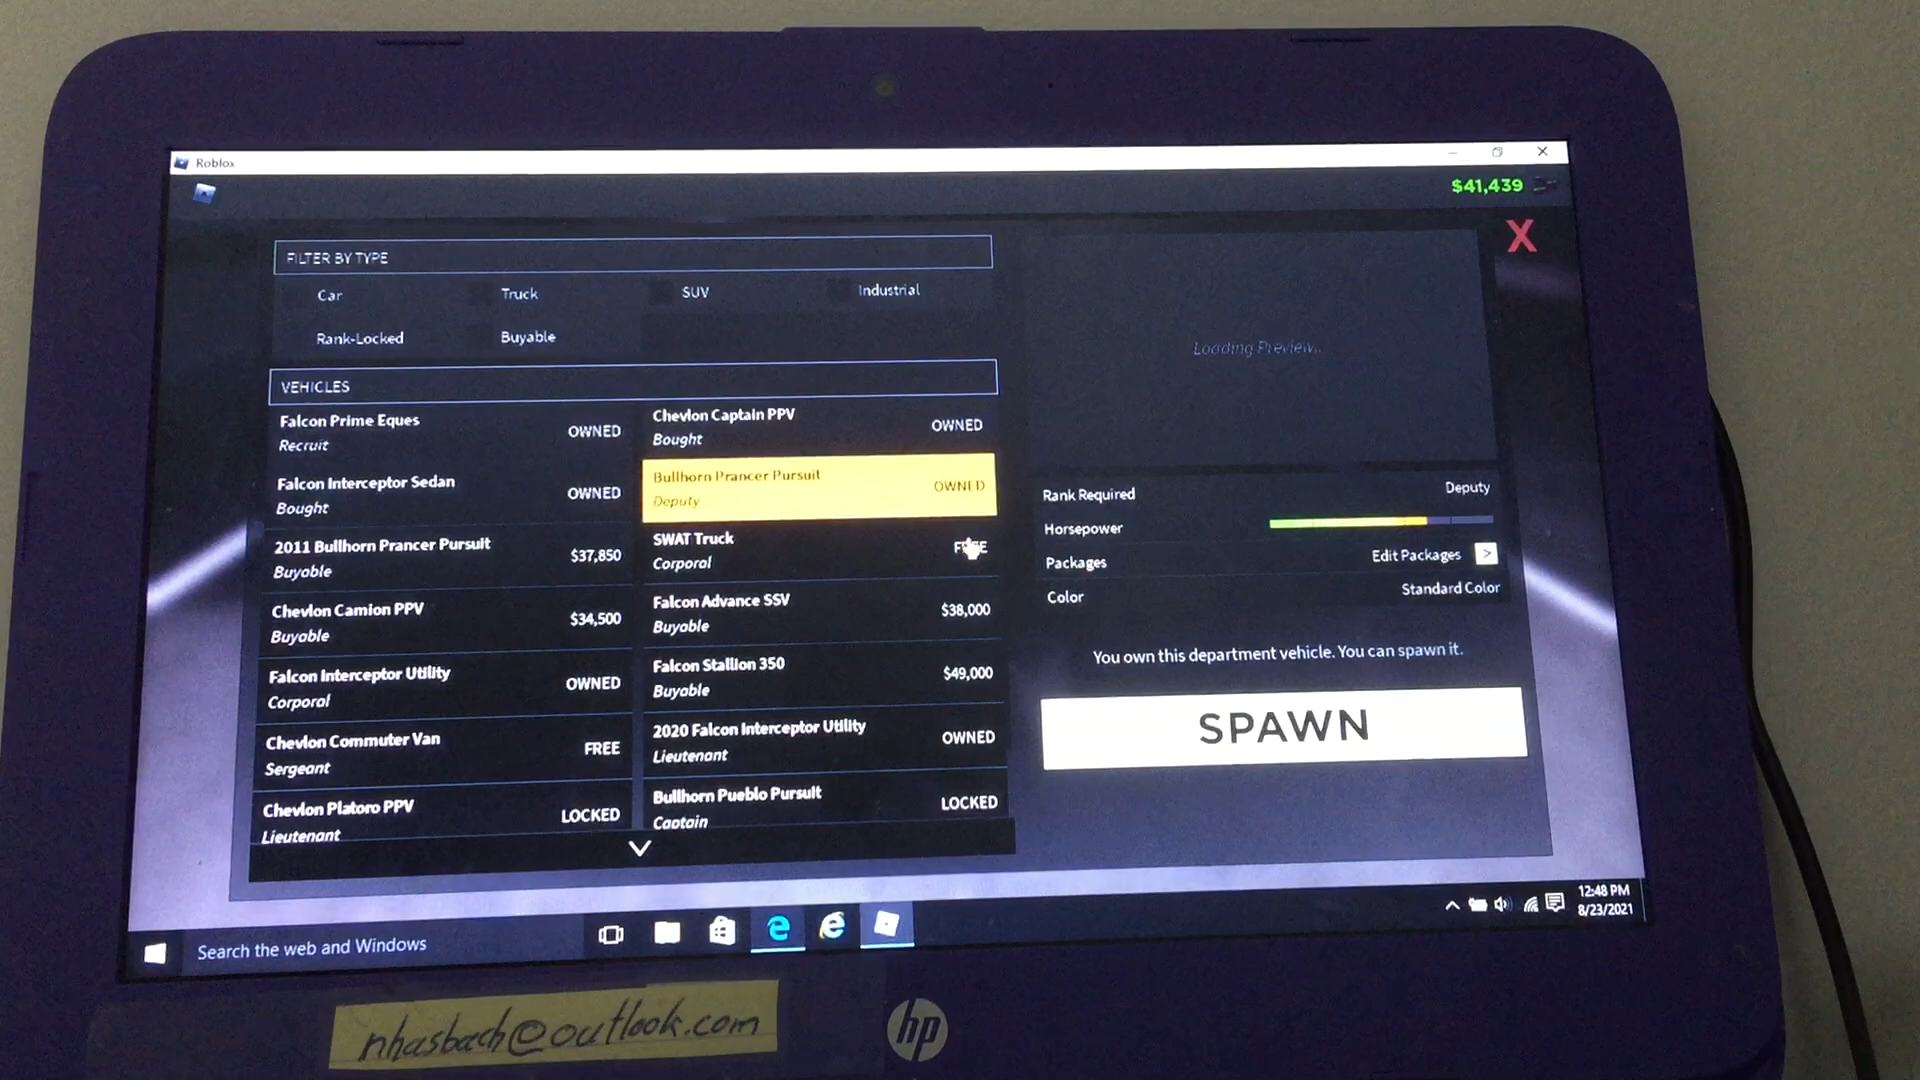 Roblox
$41,439
X
FILTER BY TYPE
Car
Truck
SUV
Industrial
Rank-Locked
Buyable
VEHICLES
Falcon Prime Eques
Recruit
OWNED
Chevlon Captain PPV
Bought
OWNED
Falcon Interceptor Sedan
Bought
OWNED
Bullhorn Prancer Pursuit
Deputy
OWNED
2011 Bullhorn Prancer Pursuit
Buyable
$37,850
SWAT Truck
Corporal
FREE
Chevlon Camion PPV
Buyable
$34,500
Falcon Advance SSV
Buyable
$38,000
Falcon Interceptor Utility
Corporal
OWNED
Falcon Stallion 350
Buyable
$49,000
Chevlon Commuter Van
Sergeant
FREE
2020 Falcon Interceptor Utility
Lieutenant
OWNED
Chevlon Platoro PPV
Lieutenant
LOCKED
Bullhorn Pueblo Pursuit
Captain
LOCKED
Loading Preview..
Rank Required
Deputy
Horsepower
Packages
Edit Packages >
Color
Standard Color
You own this department vehicle. You can spawn it.
SPAWN
Search the web and Windows
12:48 PM
8/23/2021
nhasbach@outlook.com
hp